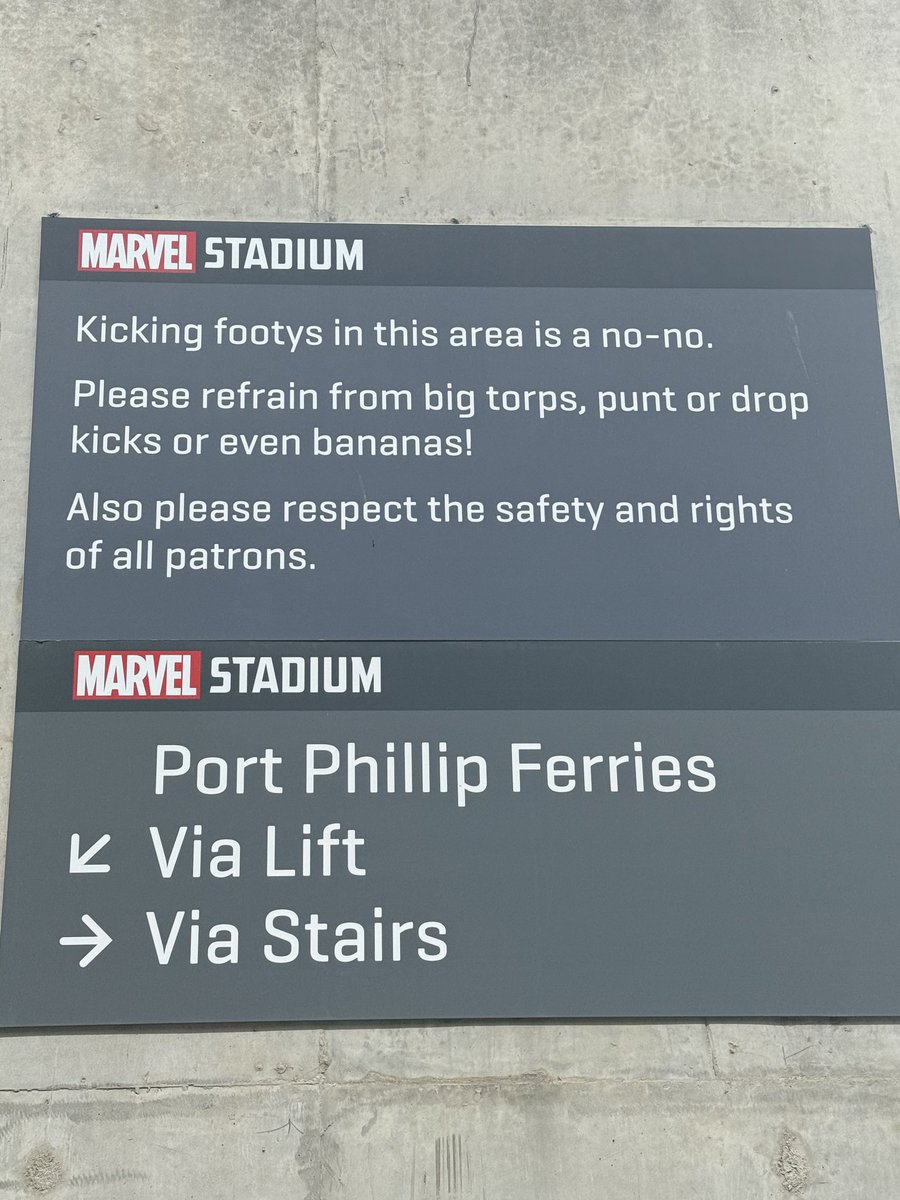 MARVEL STADIUM
Kicking footys in this area is a no-no.
Please refrain from big torps, punt or drop
kicks or even bananas!
Also please respect the safety and rights
of all patrons.
MARVEL STADIUM
Port Phillip Ferries
↙ Via Lift
→ Via Stairs